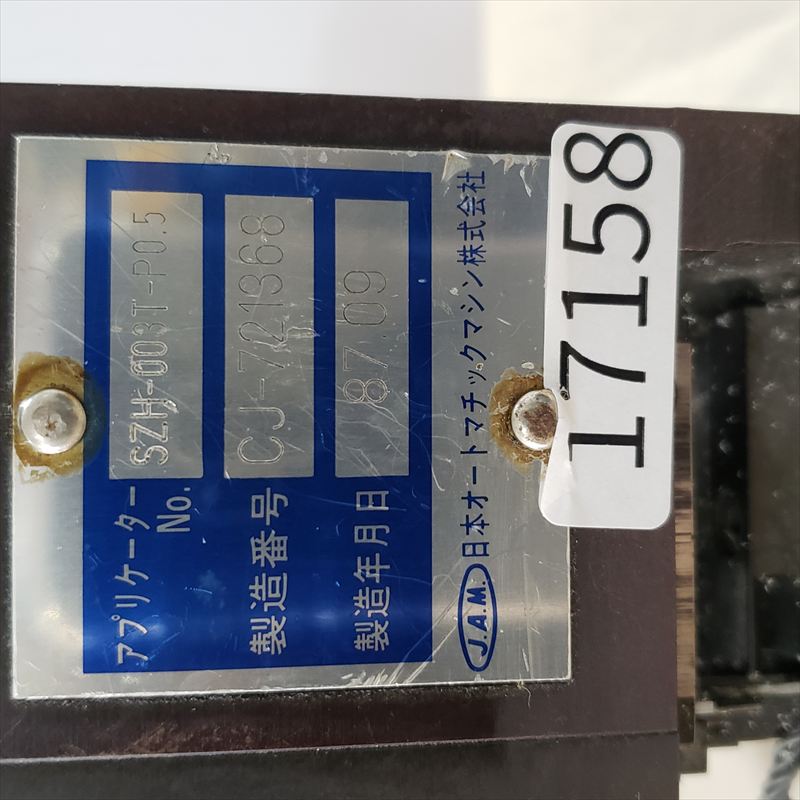 アプリケーター No. SZH-003T-P0.5
製造番号 CJ-721368
製造年月日 87.09
J.A.M. 日本オートマチックマシン株式会社
17158